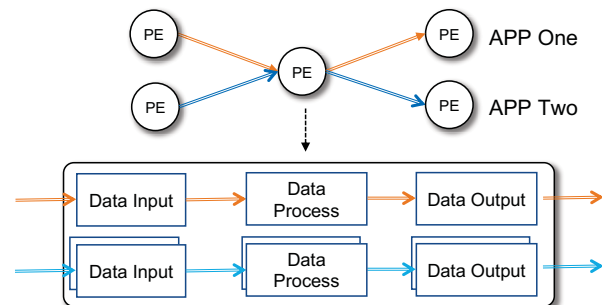 PE
PE
APP One
PE
PE
PE
APP Two
Data Input
Data
Process
Data Output
Data Input
Data
Process
Data Output